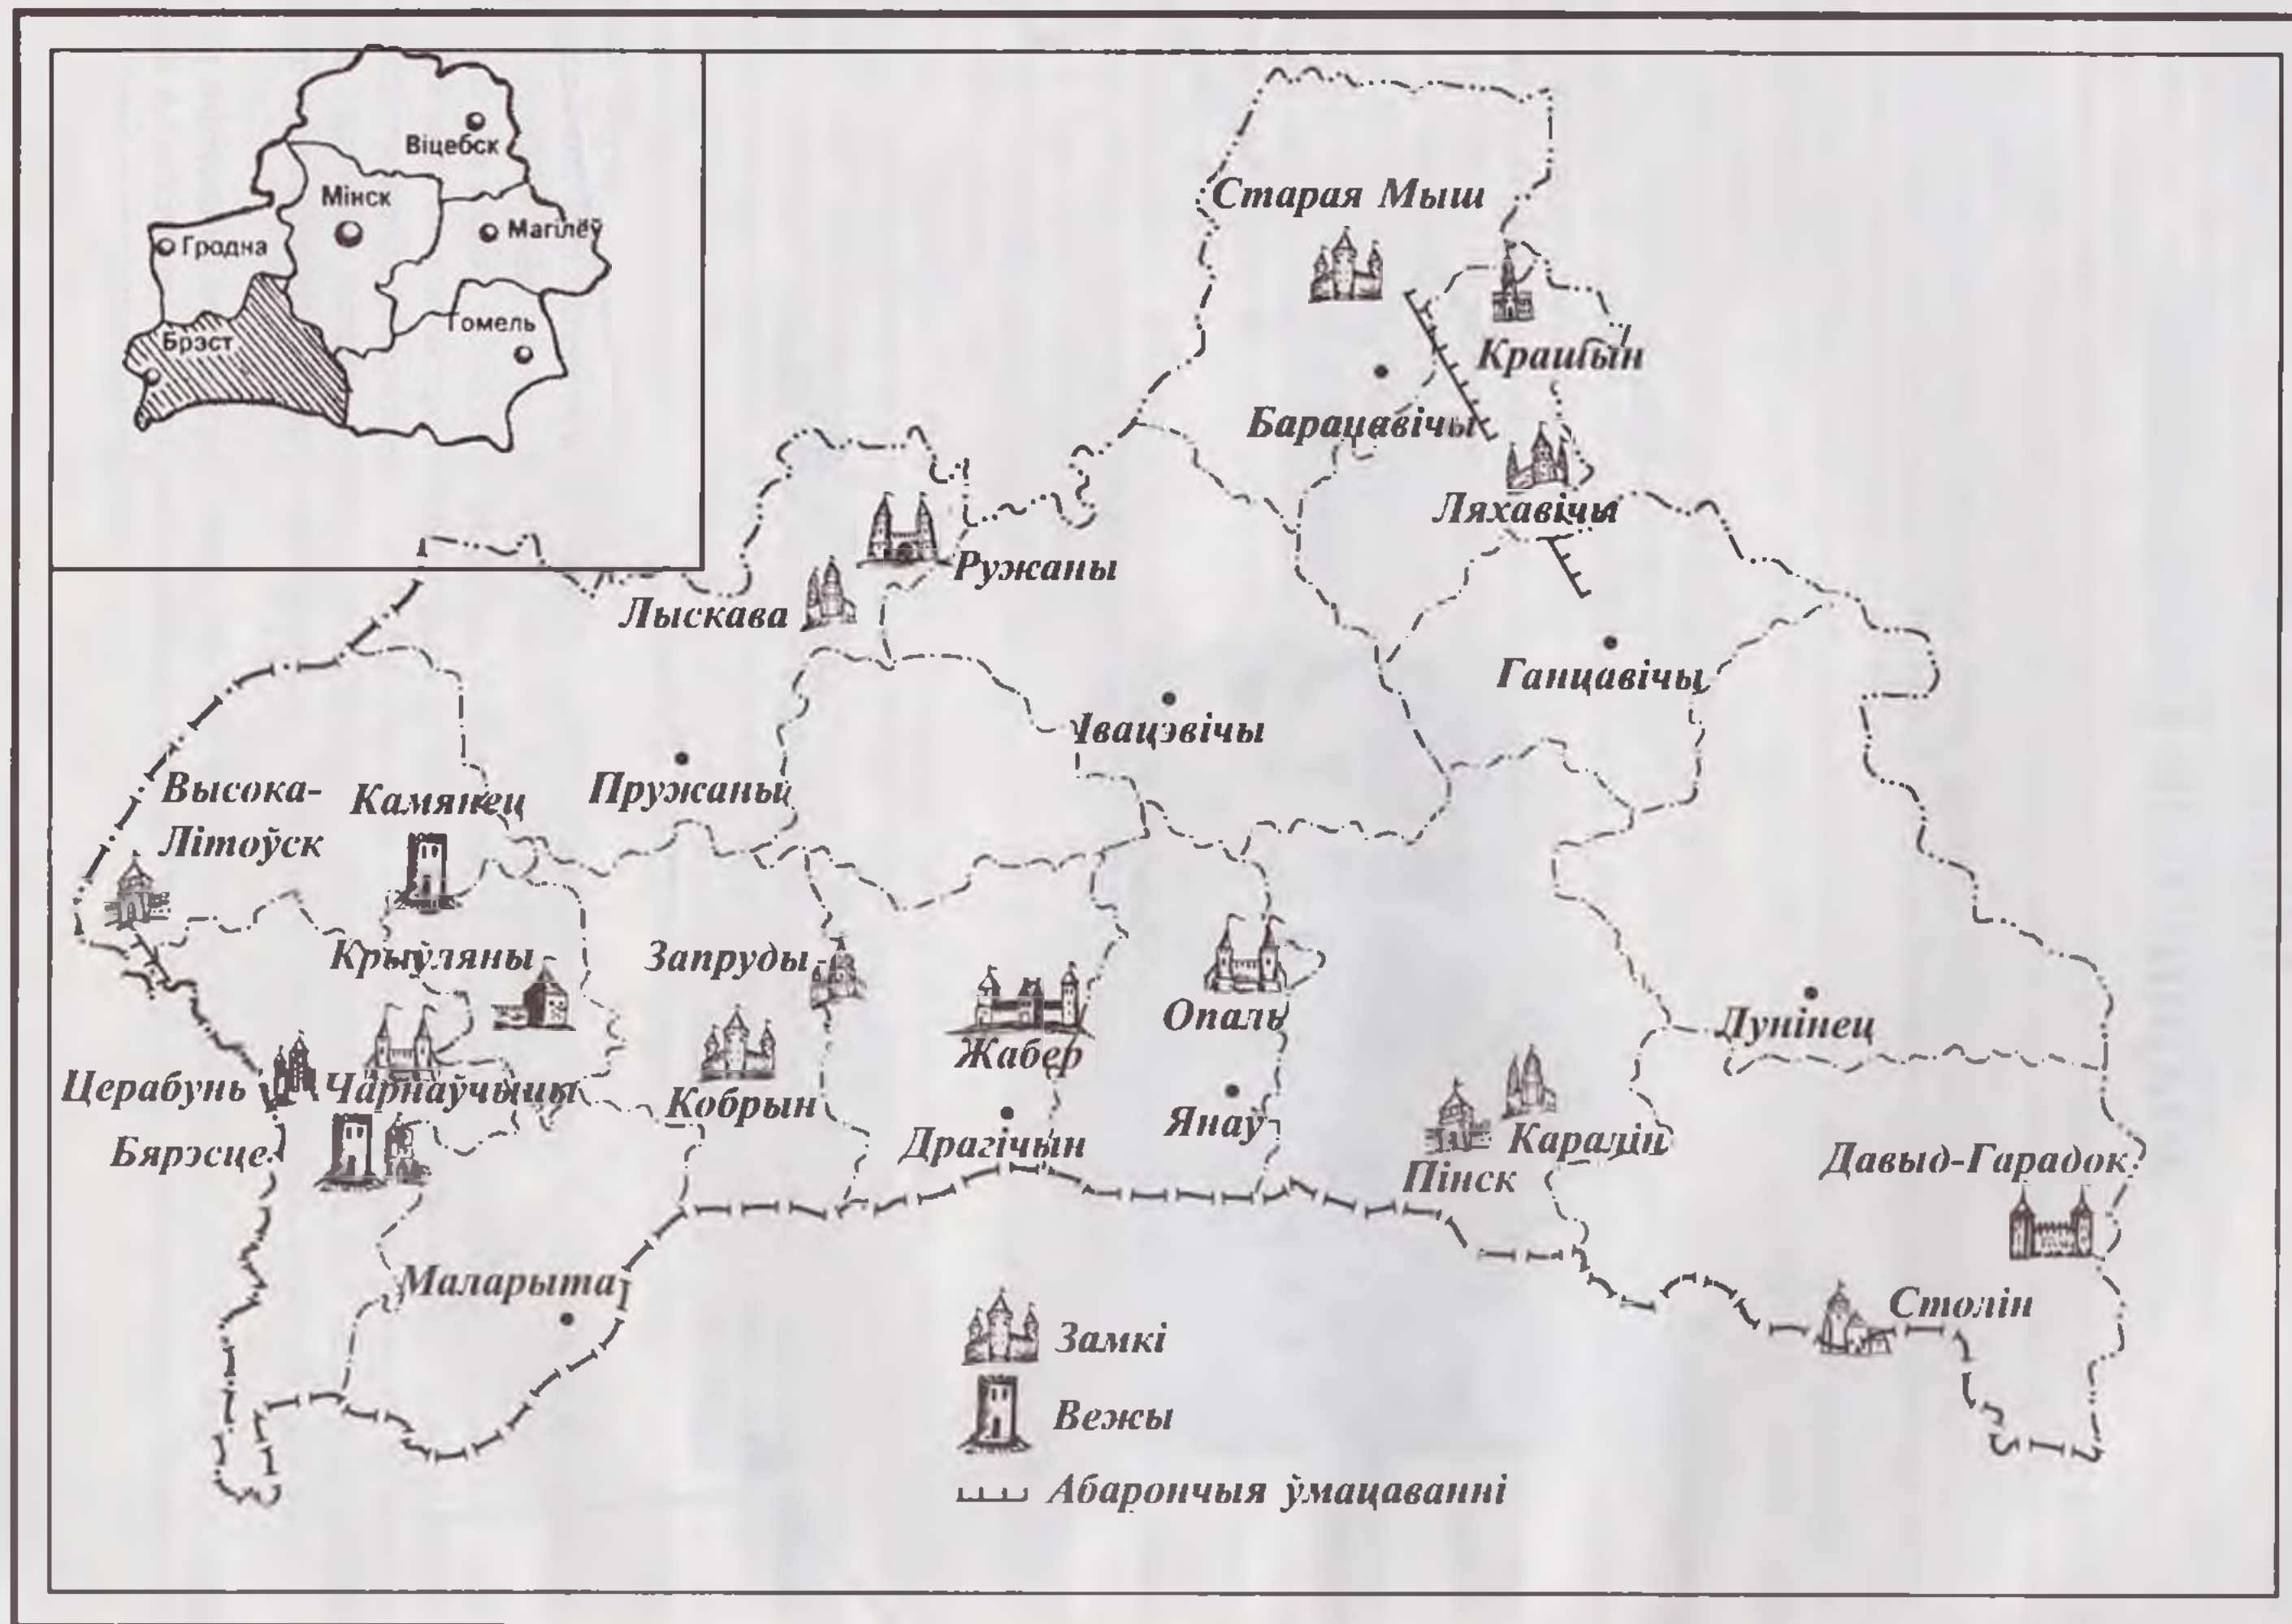 Віцебск
Мінск
Магілёў
Гродна
Гомель
Брэст
Старая Мыш
Крашын
Баранавічы
Ляхавічы
Ружаны
Лыскава
Ганцавічы
Івацэвічы
Высока-
Літоўск
Камянец
Пружаны
Крыўляны
Запруды
Опаль
Лунінец
Жабер
Церабунь
Чарнаўчыцы
Кобрын
Янаў
Драгічын
Каралін
Бярэсце
Пінск
Давыд-Гарадок
Маларыта
Столін
Замкі
Вежы
Абарончыя ўмацаванні